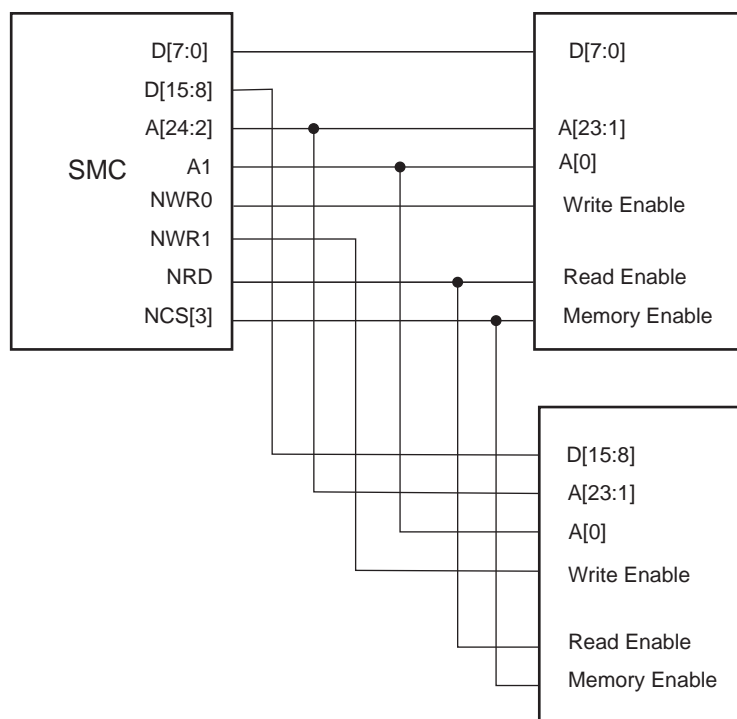 D[7:0]
D[15:8]
A[24:2]
SMC
A1
NWR0
NWR1
NRD
NCS[3]
D[7:0]
A[23:1]
A[0]
Write Enable
Read Enable
Memory Enable
D[15:8]
A[23:1]
A[0]
Write Enable
Read Enable
Memory Enable